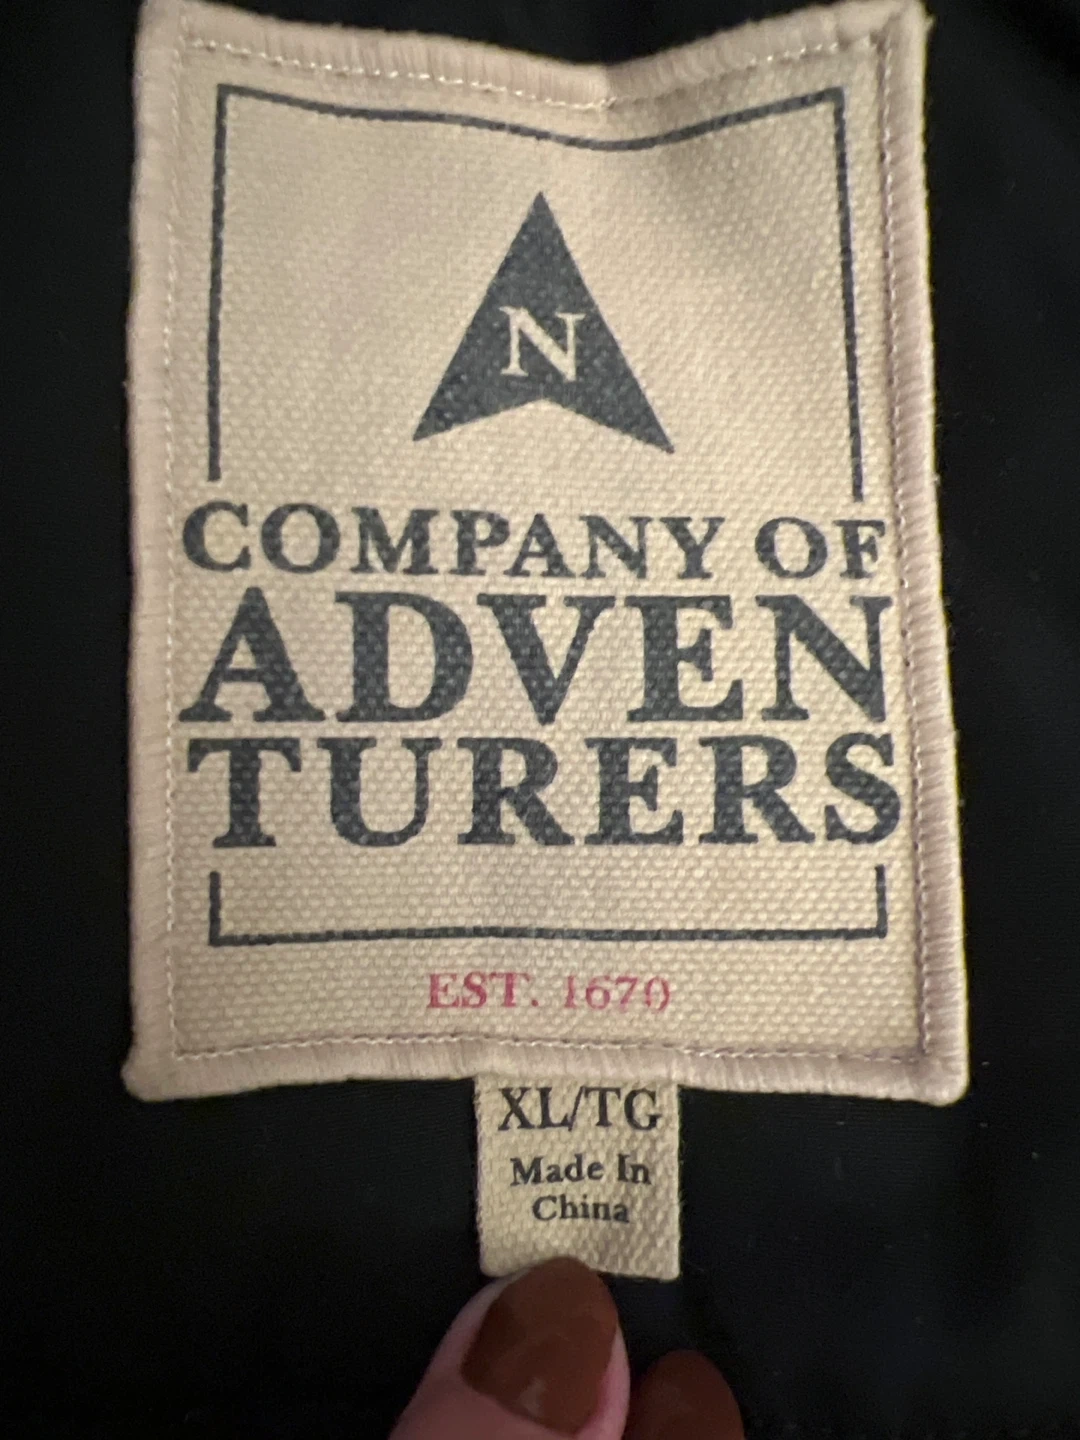 N
COMPANY OF
ADVEN
TURERS
EST. 1670
XL/TG
Made In
China